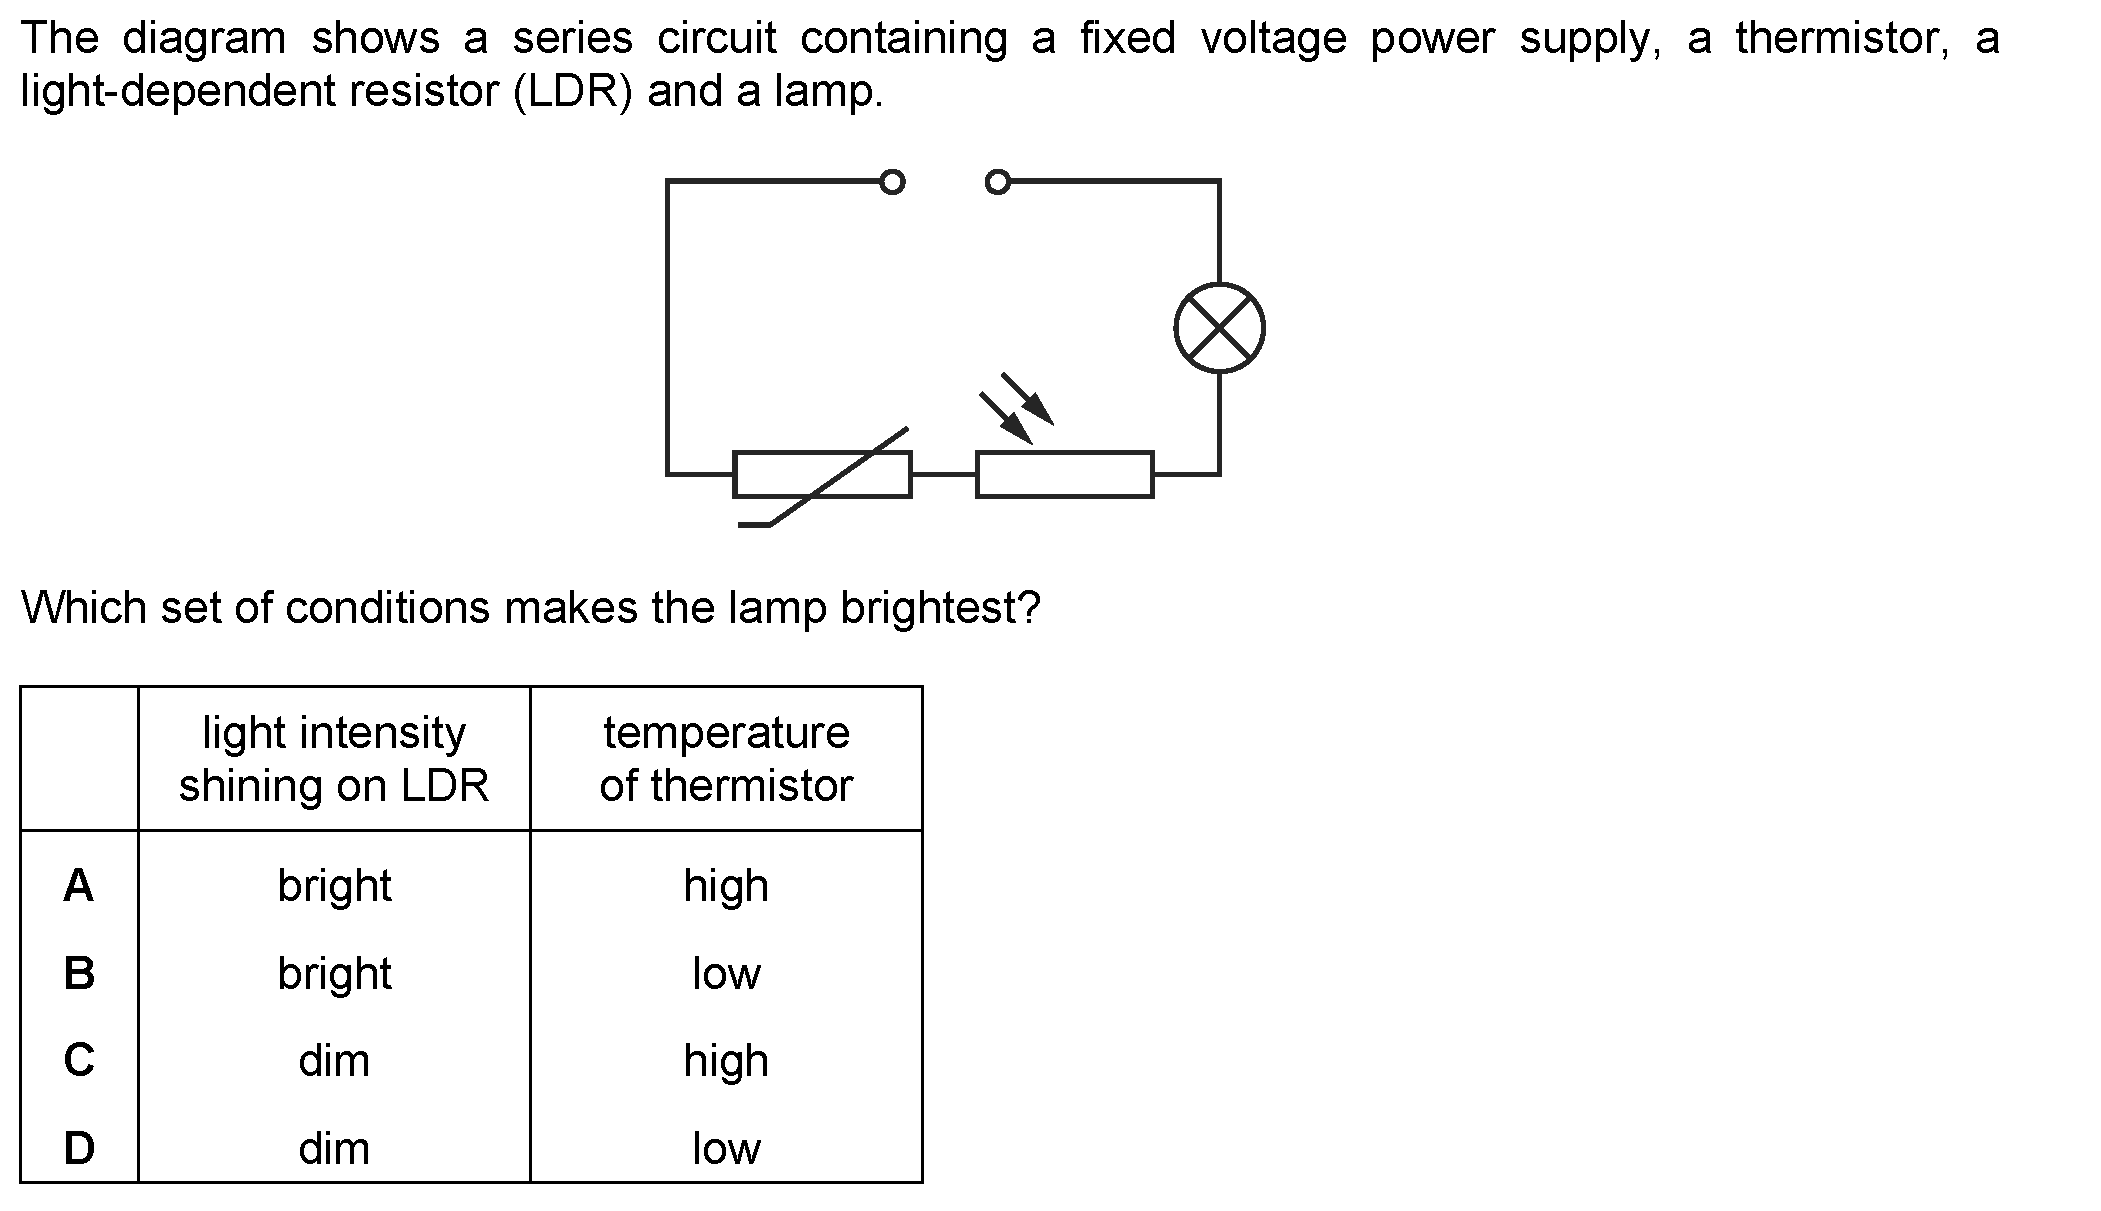 The diagram shows a series circuit containing a fixed voltage power supply, a thermistor, a
light-dependent resistor (LDR) and a lamp.
Which set of conditions makes the lamp brightest?
light intensity shining on LDR temperature of thermistor
A bright high
B bright low
C dim high
D dim low